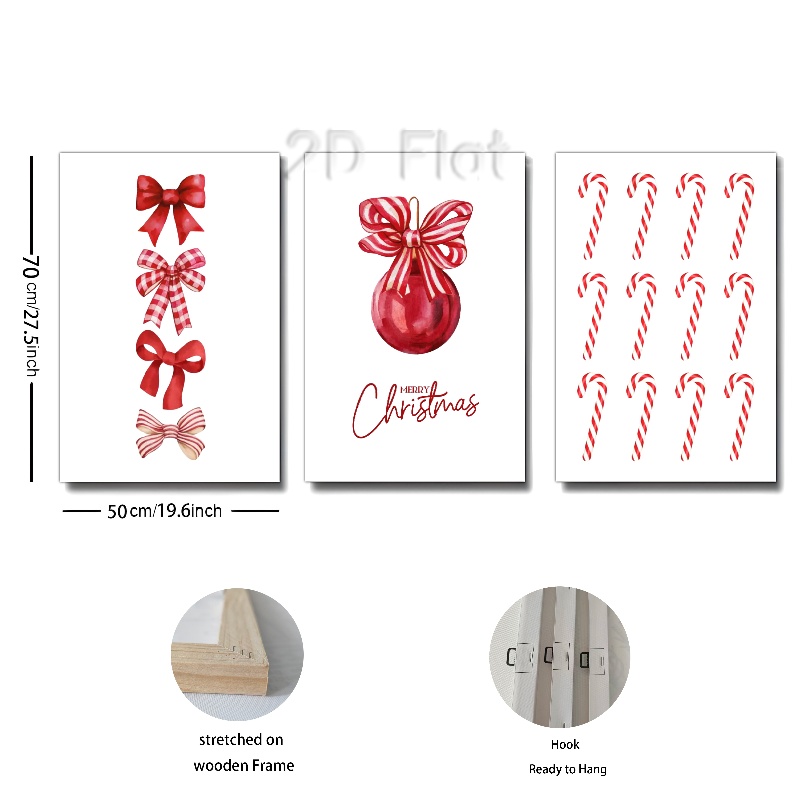 2D Flat
70 cm/27.5inch
MERRY
Christmas
50cm/19.6inch
stretched on
wooden Frame
Hook
Ready to Hang